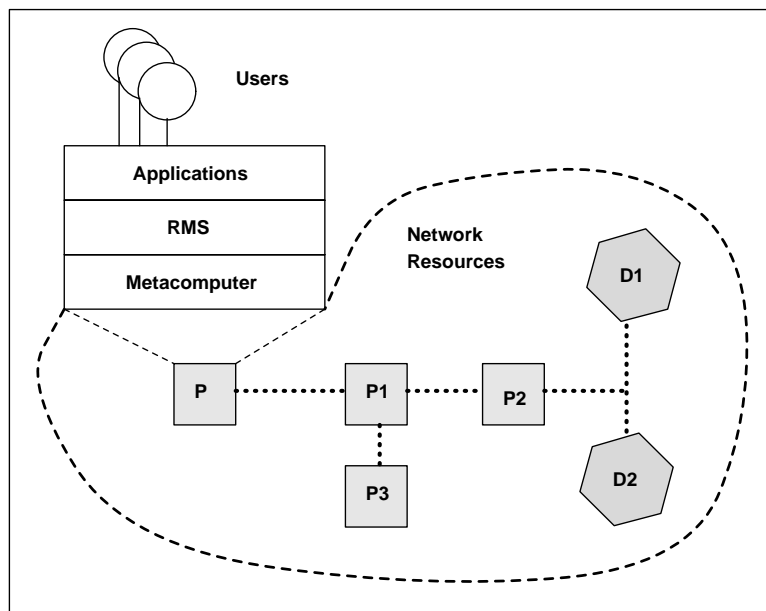 Users
Applications
RMS
Metacomputer
Network
Resources
D1
P
P1
P2
P3
D2